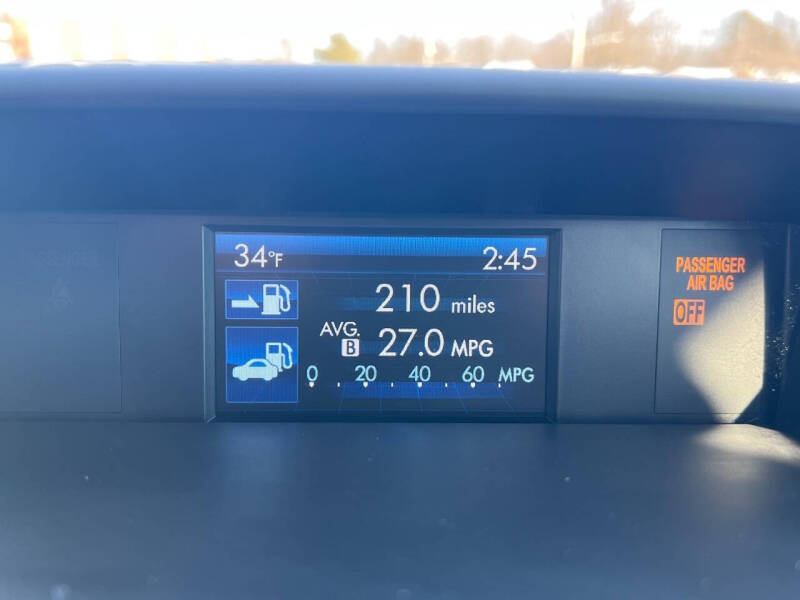 34°F 2:45
210 miles
AVG. B 27.0 MPG
0 20 40 60 MPG
PASSENGER
AIR BAG
OFF